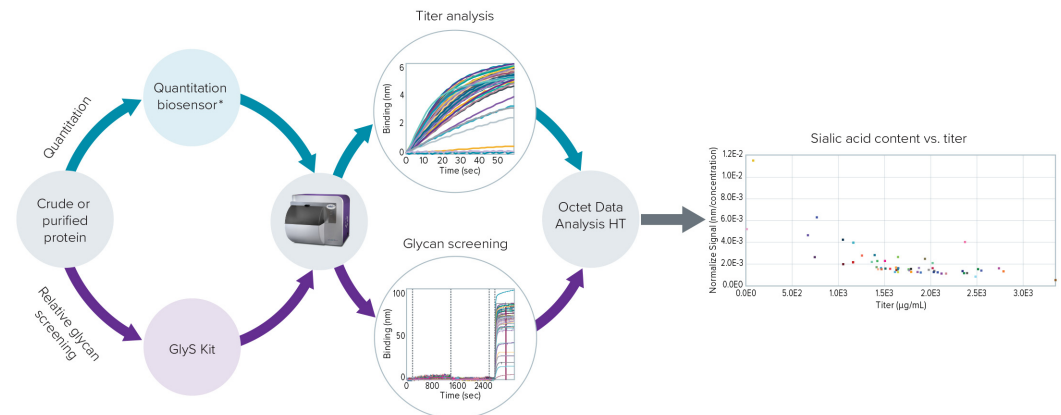 Titer analysis
Binding (nm)
6
4
2
0
0 10 20 30 40 50
Time (sec)
Quantitation
Quantitation
biosensor*
Crude or
purified
protein
Relative glycan
screening
GlyS Kit
Glycan screening
Binding (nm)
100
50
0
0 800 1600 2400
Time (sec)
Octet Data
Analysis HT
Sialic acid content vs. titer
Normalize Signal (nm/concentration)
1.2E-2
1.0E-2
8.0E-3
6.0E-3
4.0E-3
2.0E-3
0.0E0
0.0E0 5.0E2 1.0E3 1.5E3 2.0E3 2.5E3 3.0E3
Titer (µg/mL)